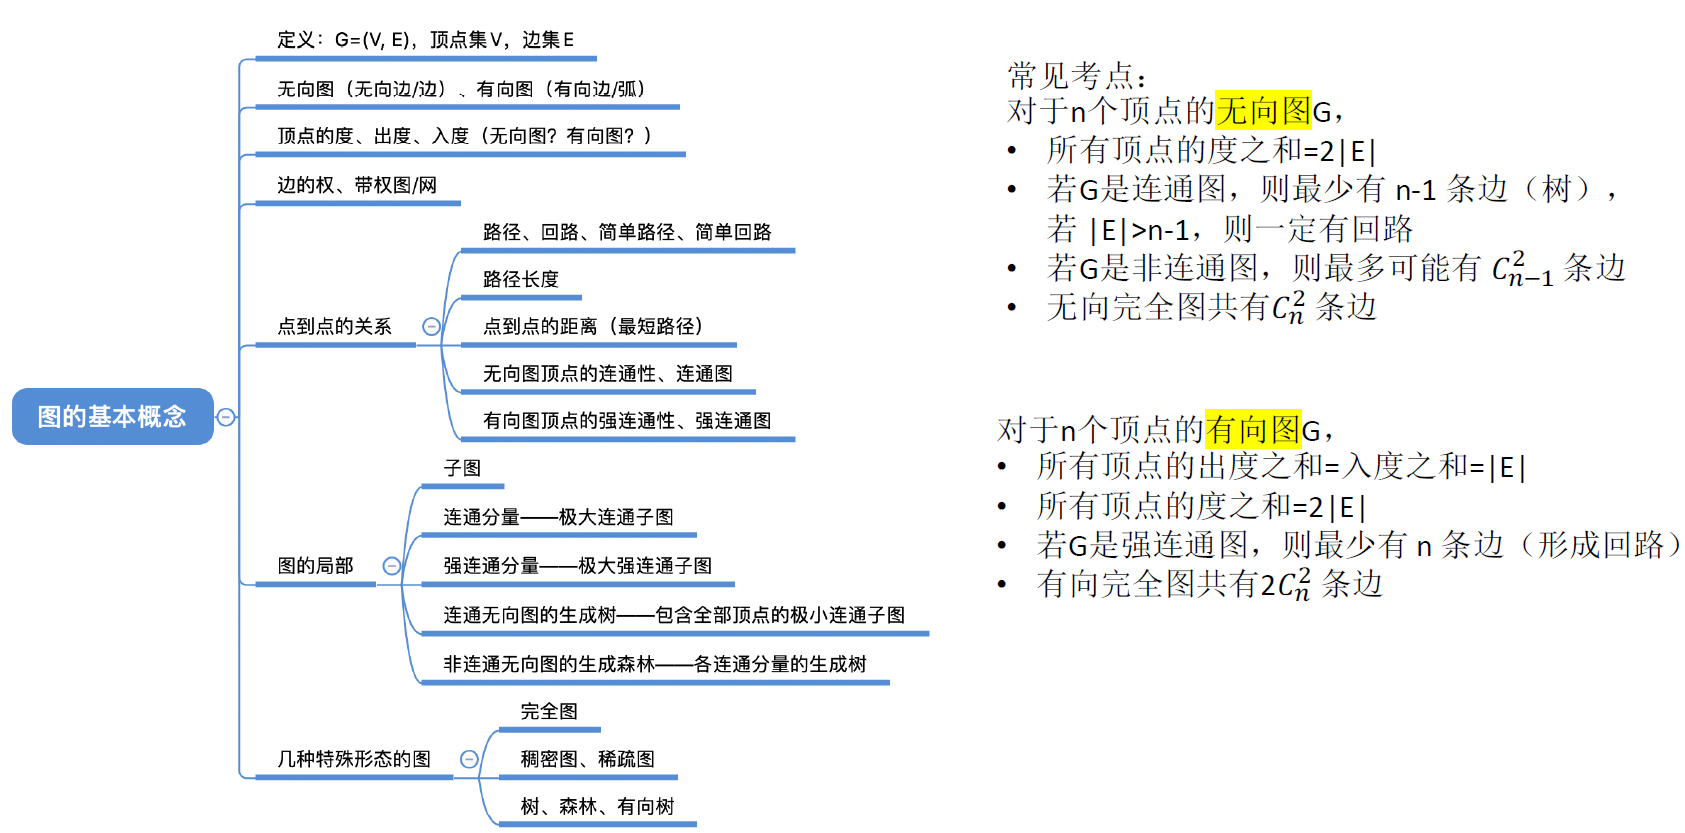 图的基本概念
定义：G=(V, E)，顶点集V，边集E
无向图（无向边/边）、有向图（有向边/弧）
顶点的度、出度、入度（无向图？有向图？）
边的权、带权图/网
点到点的关系
路径、回路、简单路径、简单回路
路径长度
点到点的距离（最短路径）
无向图顶点的连通性、连通图
有向图顶点的强连通性、强连通图
图的局部
子图
连通分量——极大连通子图
强连通分量——极大强连通子图
连通无向图的生成树——包含全部顶点的极小连通子图
非连通无向图的生成森林——各连通分量的生成树
几种特殊形态的图
完全图
稠密图、稀疏图
树、森林、有向树
常见考点：
对于n个顶点的无向图G，
• 所有顶点的度之和=2|E|
• 若G是连通图，则最少有 n-1 条边（树），
若 |E|>n-1，则一定有回路
• 若G是非连通图，则最多可能有 $C_{n-1}^{2}$ 条边
• 无向完全图共有$C_{n}^{2}$ 条边
对于n个顶点的有向图G，
• 所有顶点的出度之和=入度之和=|E|
• 所有顶点的度之和=2|E|
• 若G是强连通图，则最少有 n 条边（形成回路）
• 有向完全图共有2$C_{n}^{2}$ 条边